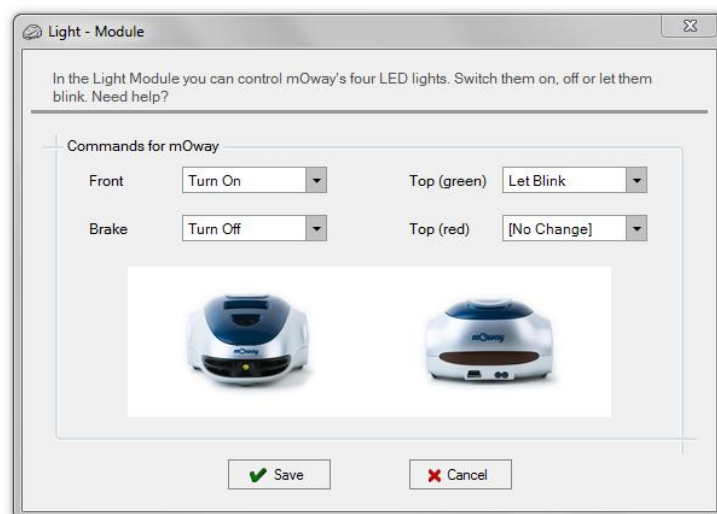 Light - Module
In the Light Module you can control mOway's four LED lights. Switch them on, off or let them
blink. Need help?
Commands for mOway
Front Turn On Top (green) Let Blink
Brake Turn Off Top (red) [No Change]
mOway mOway
Save Cancel